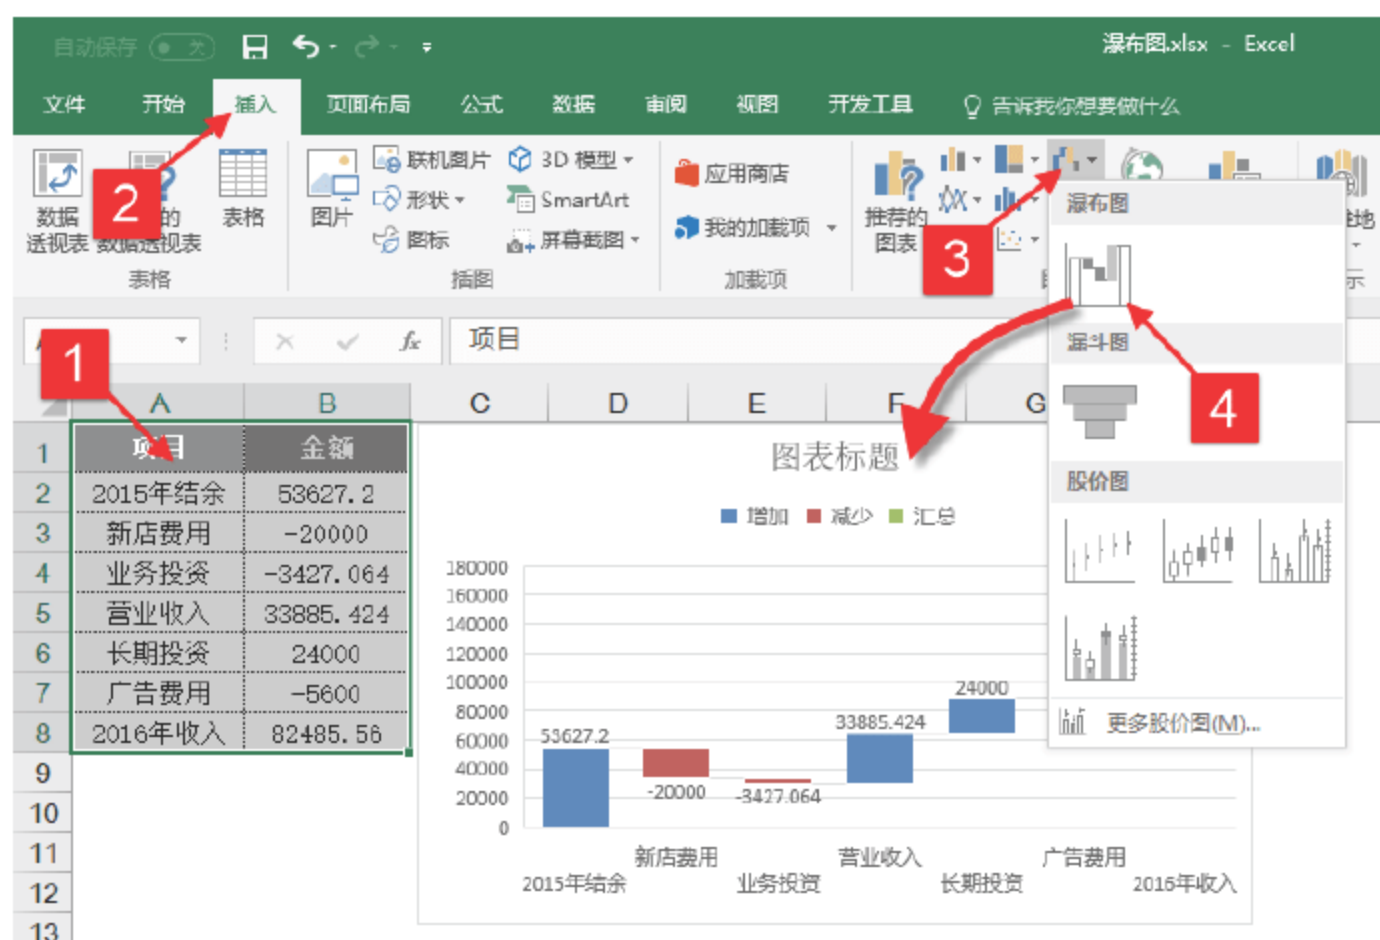 自动保存 关 瀑布图.xlsx - Excel
文件 开始 插入 页面布局 公式 数据 审阅 视图 开发工具 告诉我你想要做什么
联机图片 3D 模型 应用商店
形状 SmartArt
图标 屏幕截图 我的加载项
数据 的 表格 图片 推荐的
透视表 数据透视表 图表
表格 插图 加载项 示
2
3
瀑布图
漏斗图
4
股价图
更多股价图(M)...
1
fx 项目
A B C D E F G
1 项目 金额
2 2015年结余 53627.2
3 新店费用 -20000
4 业务投资 -3427.064
5 营业收入 33885.424
6 长期投资 24000
7 广告费用 -5600
8 2016年收入 82485.56
9
10
11
12
13
图表标题
增加 减少 汇总
180000
160000
140000
120000
100000
80000
60000
40000
20000
0
53627.2 -20000 -3427.064 33885.424 24000
新店费用 营业收入 广告费用
2015年结余 业务投资 长期投资 2016年收入